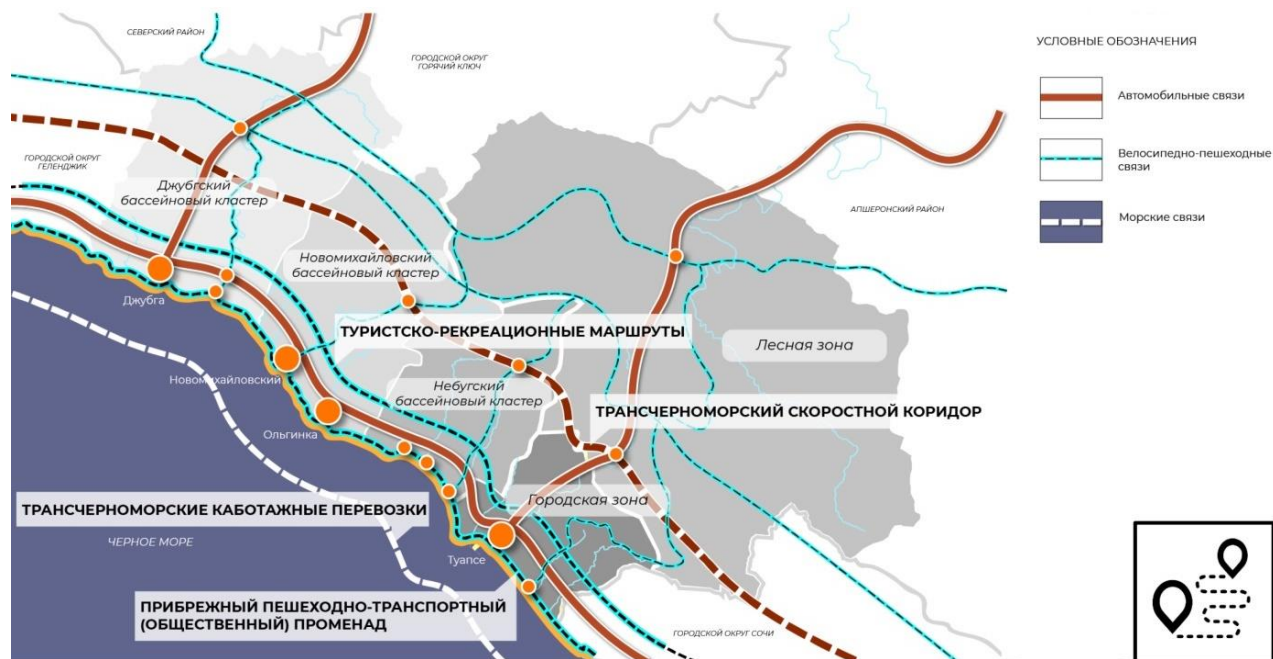 СЕВЕРСКИЙ РАЙОН
ГОРОДСКОЙ ОКРУГ
ГОРЯЧИЙ КЛЮЧ
УСЛОВНЫЕ ОБОЗНАЧЕНИЯ
Автомобильные связи
Велосипедно-пешеходные
связи
Морские связи
ГОРОДСКОЙ ОКРУГ
ГЕЛЕНДЖИК
Джубгский
бассейновый кластер
АПШЕРОНСКИЙ РАЙОН
Новомихайловский
бассейновый кластер
Джубга
ТУРИСТСКО-РЕКРЕАЦИОННЫЕ МАРШРУТЫ
Лесная зона
Новомихайловский
Небугский
бассейновый кластер
ТРАНСЧЕРНОМОРСКИЙ СКОРОСТНОЙ КОРИДОР
Ольгинка
Городская зона
ТРАНСЧЕРНОМОРСКИЕ КАБОТАЖНЫЕ ПЕРЕВОЗКИ
ЧЕРНОЕ МОРЕ
Туапсе
ПРИБРЕЖНЫЙ ПЕШЕХОДНО-ТРАНСПОРТНЫЙ
(ОБЩЕСТВЕННЫЙ) ПРОМЕНАД
ГОРОДСКОЙ ОКРУГ СОЧИ